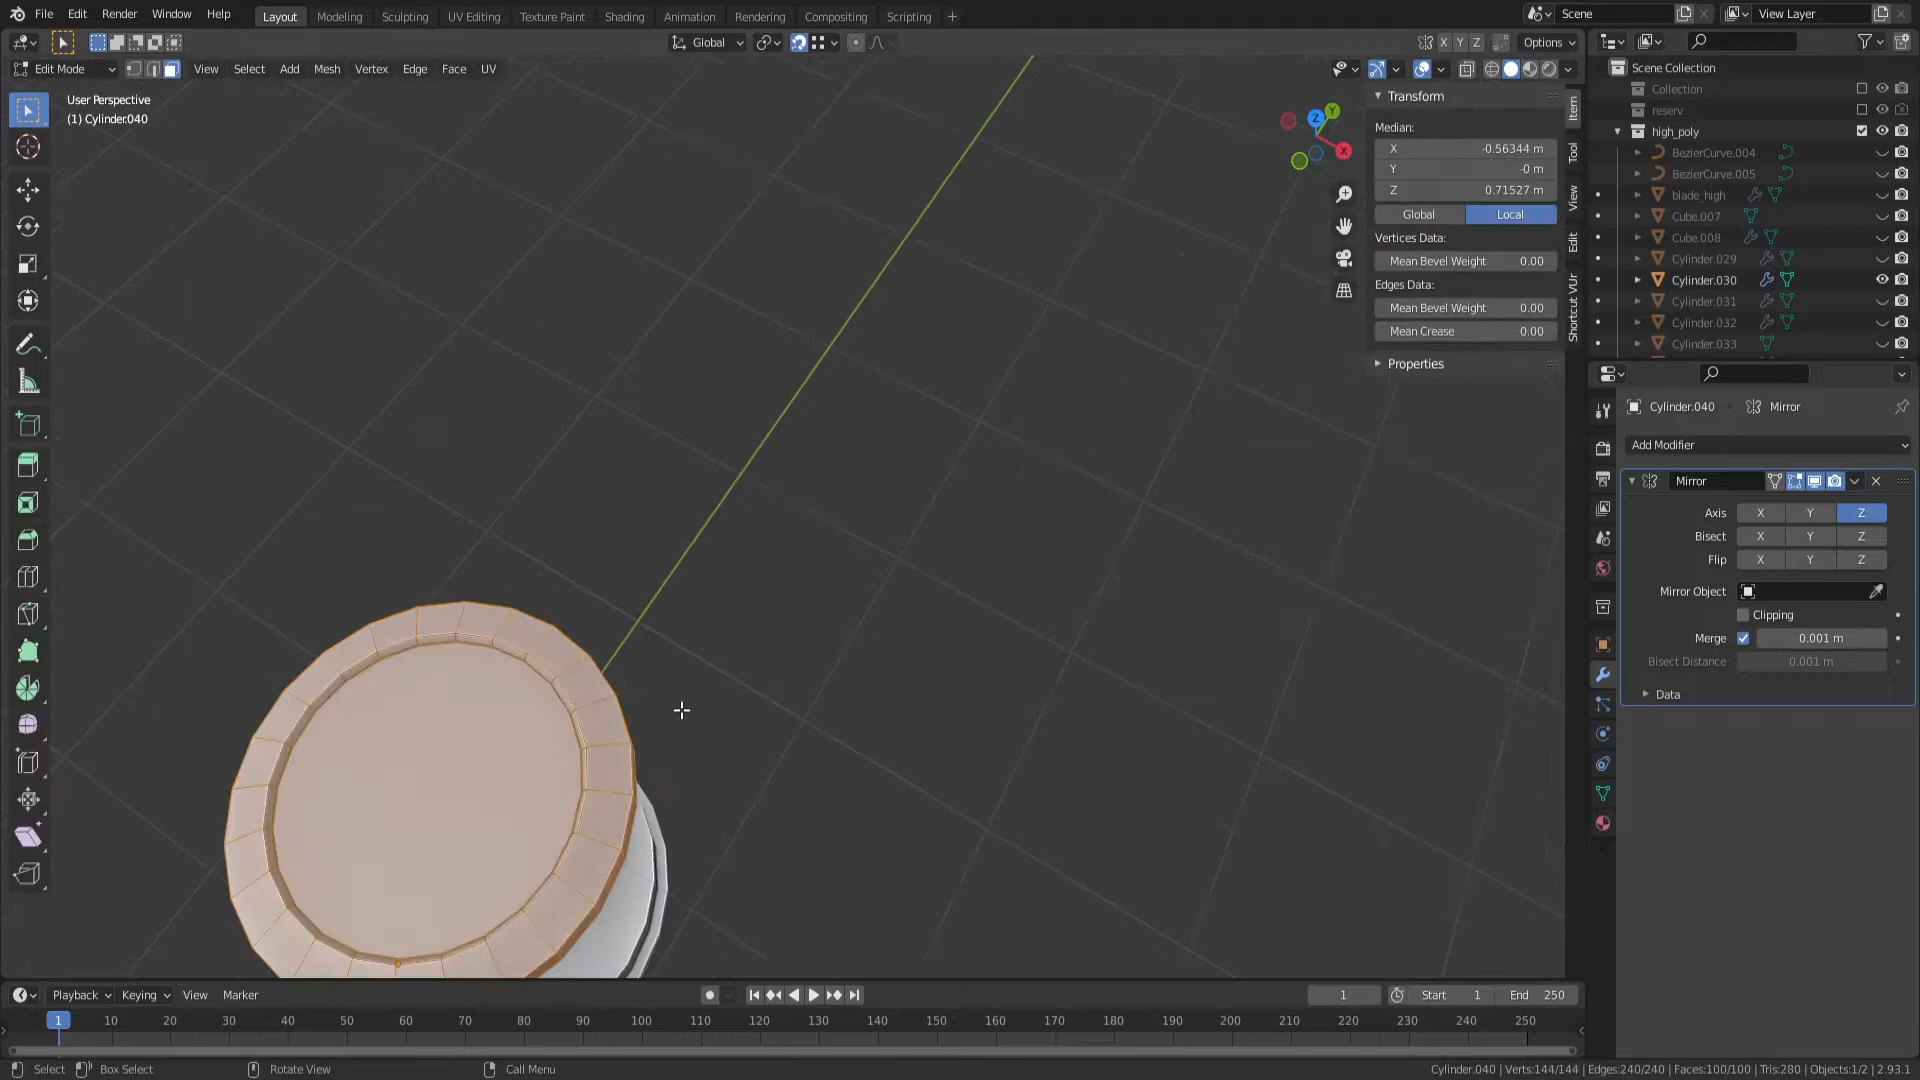 File Edit Render Window Help Layout Modeling Sculpting UV Editing Texture Paint Shading Animation Rendering Compositing Scripting + Scene View Layer
Global X Y Z Options
Edit Mode View Select Add Mesh Vertex Edge Face UV
User Perspective
(1) Cylinder.040
Z Y X
Transform
Median:
X -0.56344 m
Y -0 m
Z 0.71527 m
Global Local
Vertices Data:
Mean Bevel Weight 0.00
Edges Data:
Mean Bevel Weight 0.00
Mean Crease 0.00
Properties
Item
Tool
View
Edit
Shortcut VUr
Scene Collection
Collection
reserv
high_poly
BezierCurve.004
BezierCurve.005
blade_high
Cube.007
Cube.008
Cylinder.029
Cylinder.030
Cylinder.031
Cylinder.032
Cylinder.033
Cylinder.040 Mirror
Add Modifier
Mirror
Axis X Y Z
Bisect X Y Z
Flip X Y Z
Mirror Object
Clipping
Merge 0.001 m
Bisect Distance 0.001 m
Data
Playback Keying View Marker 1 Start 1 End 250
1 10 20 30 40 50 60 70 80 90 100 110 120 130 140 150 160 170 180 190 200 210 220 230 240 250
Select Box Select Rotate View Call Menu Cylinder.040 | Verts:144/144 | Edges:240/240 | Faces:100/100 | Tris:280 | Objects:1/2 | 2.93.1